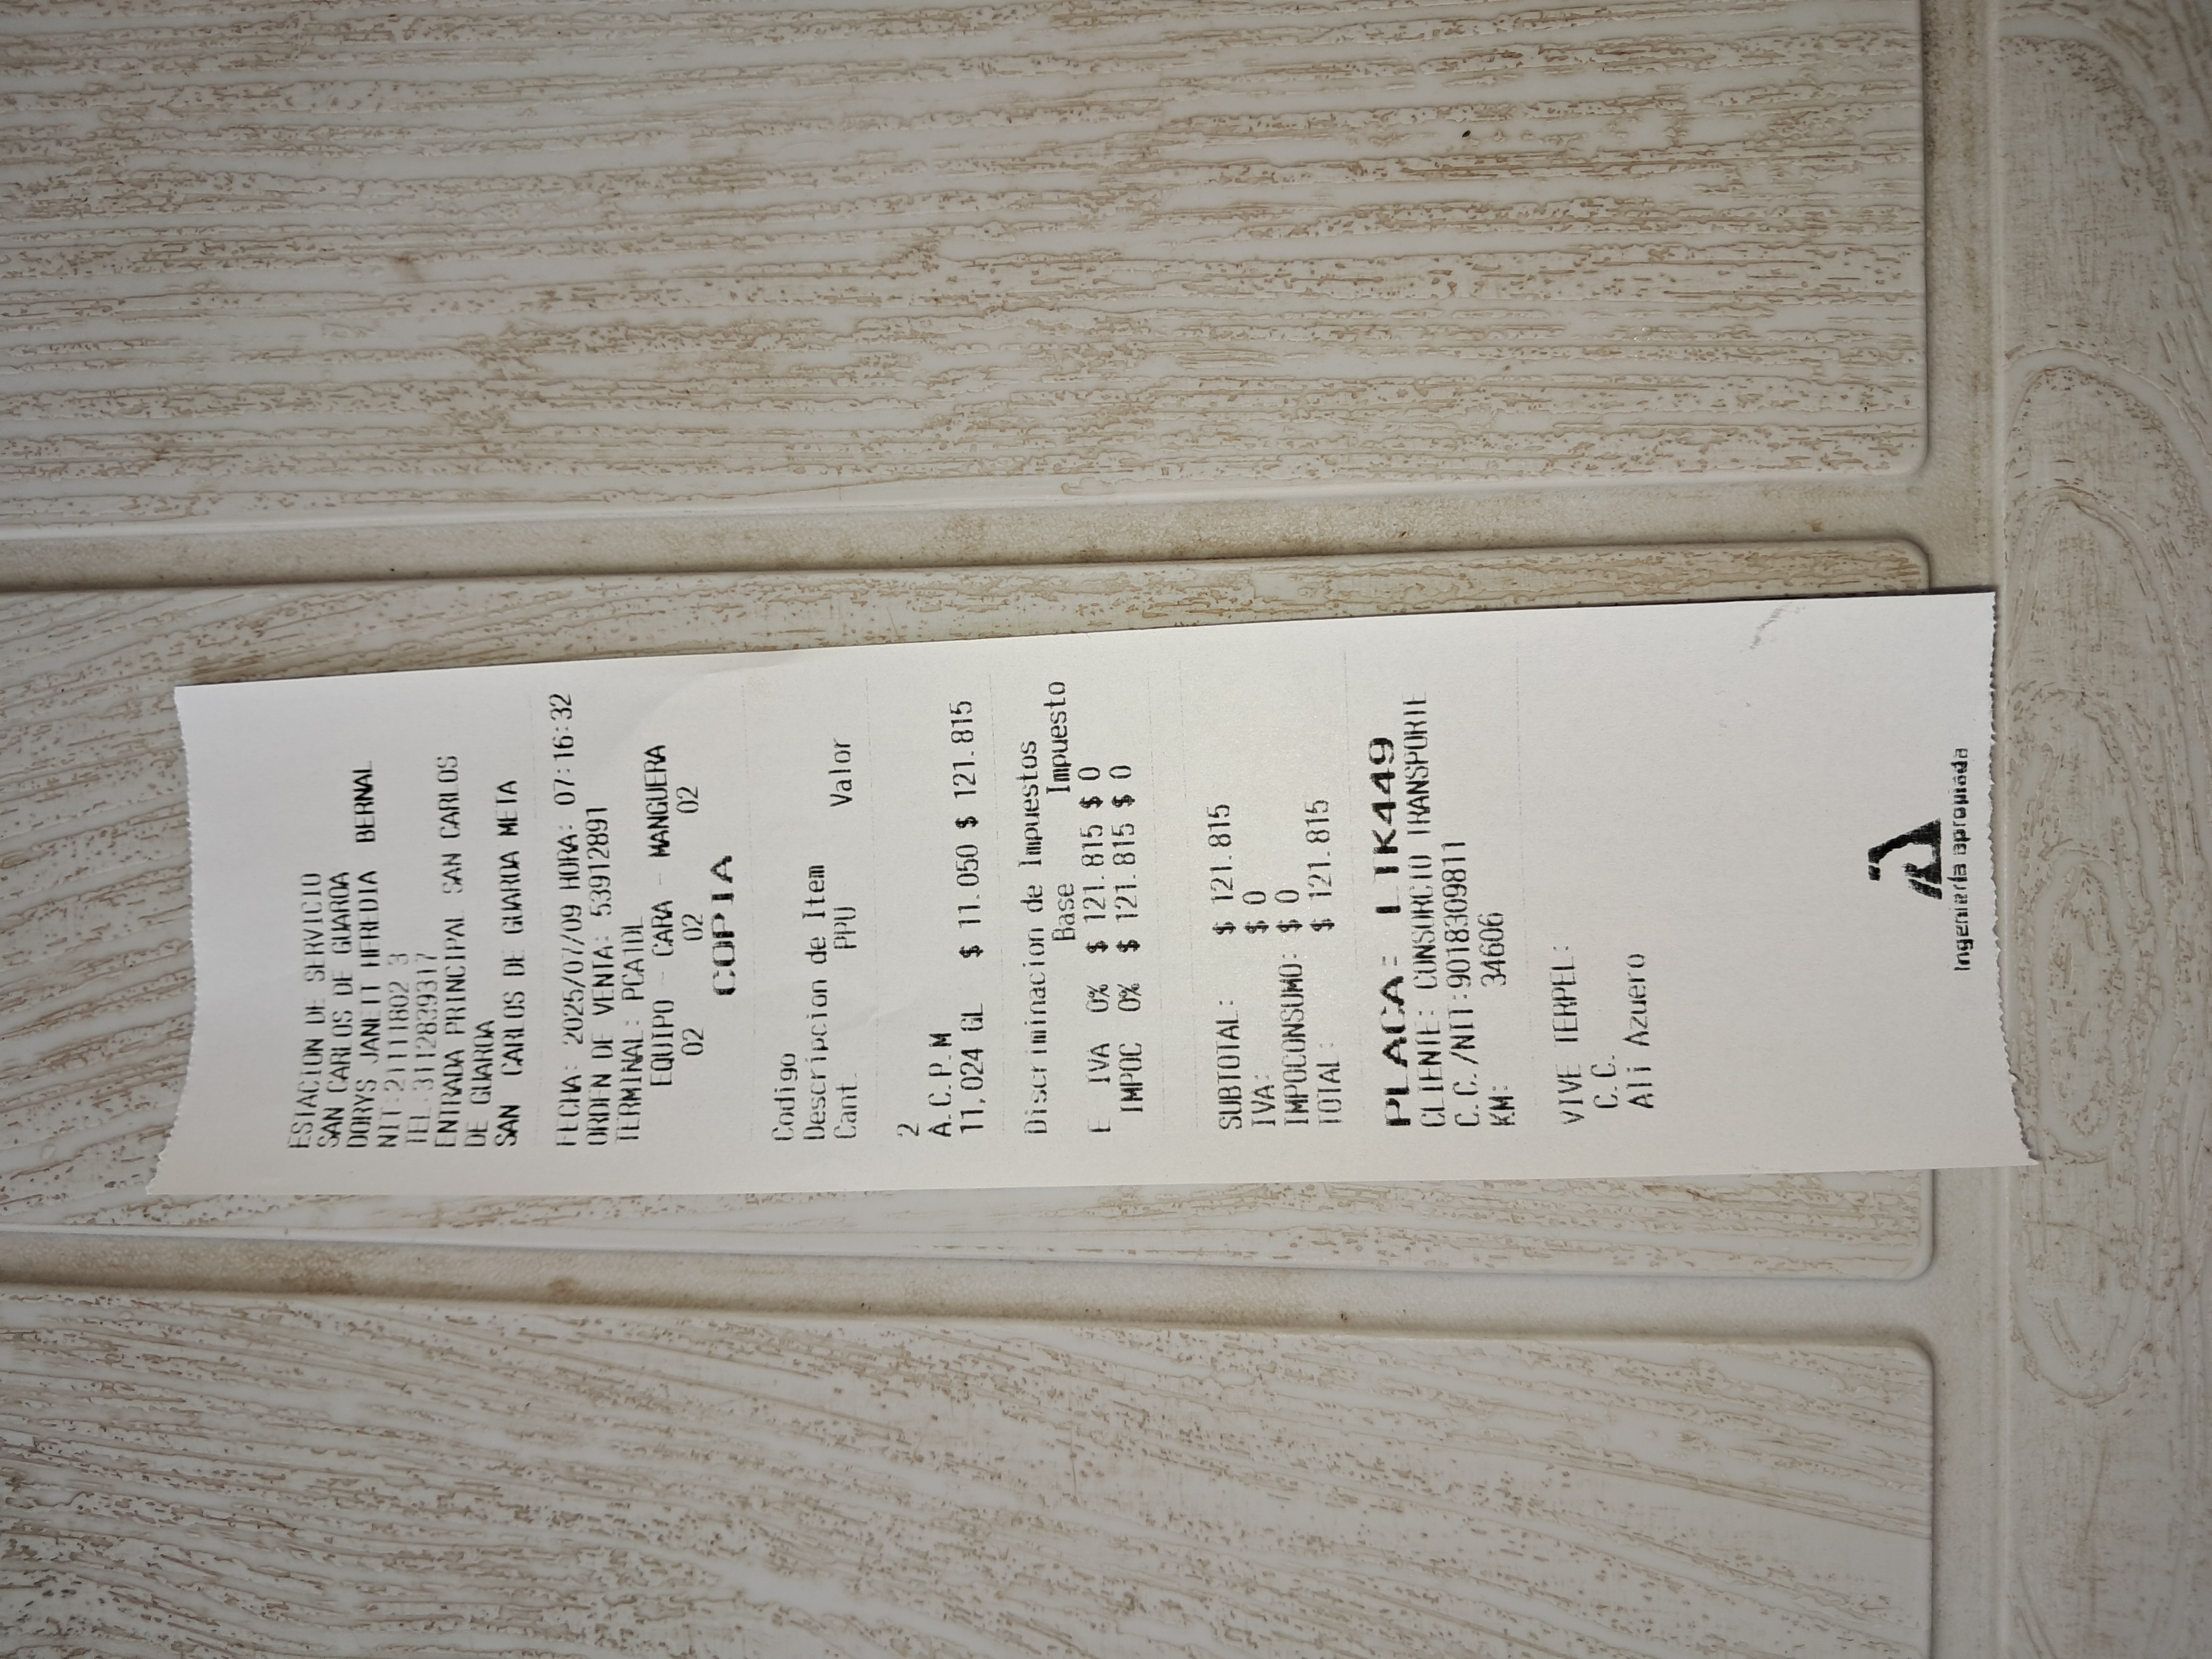 ESTACION DE SERVICIO
SAN CARLOS DE GUAROA
DORYS JANETT HEREDIA BERNAL
NIT:21111802 3
TEL:3112839317
ENTRADA PRINCIPAL SAN CARLOS
DE GUAROA
SAN CARLOS DE GUAROA META
FECHA: 2025/07/09 HORA: 07:16:32
ORDEN DE VENTA: 53912891
TERMINAL: PCA1DL
EQUIPO - CARA - MANGUERA
02 02 02
COPIA
Codigo
Descripcion de Item
Cant. PPU Valor
2
A.C.P.M
11,024 GL $ 11.050 $ 121.815
Discriminacion de Impuestos
Base Impuesto
E IVA 0% $ 121.815 $ 0
IMPOC 0% $ 121.815 $ 0
SUBTOTAL: $ 121.815
IVA: $ 0
IMPOCONSUMO: $ 0
TOTAL: $ 121.815
PLACA: LTK449
CLIENTE: CONSORCIO TRANSPORTE
C.C./NIT:9018309811
KM: 34606
VIVE TERPEL:
C.C.
Ali Azuero
Ingeniería apropiada